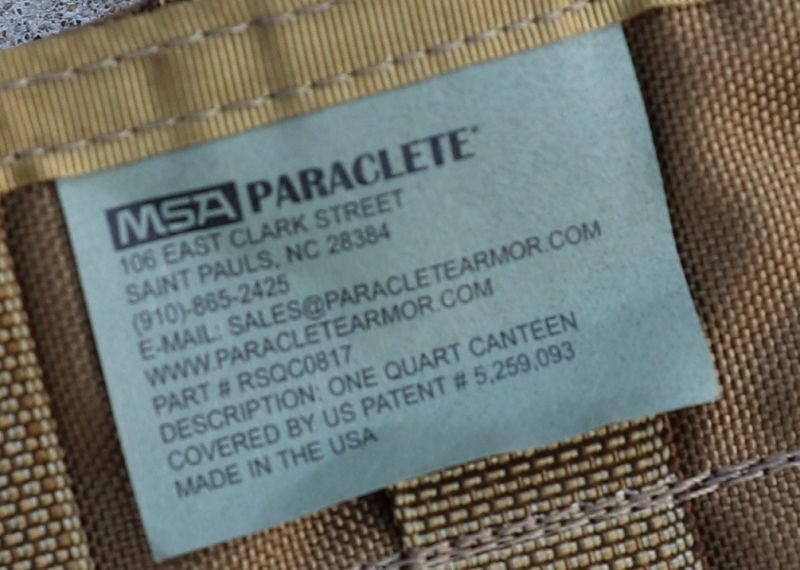 MSA PARACLETE
106 EAST CLARK STREET
SAINT PAULS, NC 28384
(910)-865-2425
E-MAIL: SALES@PARACLETEARMOR.COM
WWW.PARACLETEARMOR.COM
PART # RSQC0817
DESCRIPTION: ONE QUART CANTEEN
COVERED BY US PATENT # 5,259,093
MADE IN THE USA